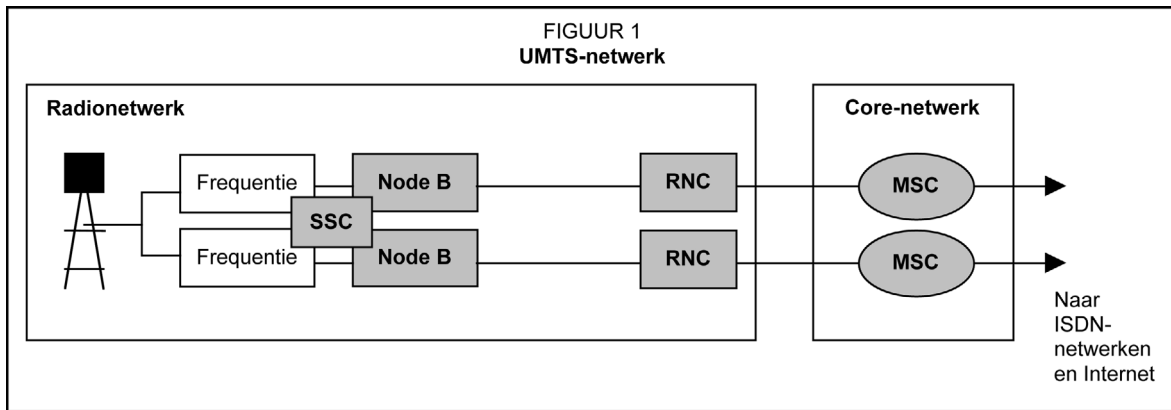 FIGUUR 1
UMTS-netwerk
Radionetwerk
Core-netwerk
Frequentie
Node B
RNC
MSC
SSC
Frequentie
Node B
RNC
MSC
Naar
ISDN-
netwerken
en Internet